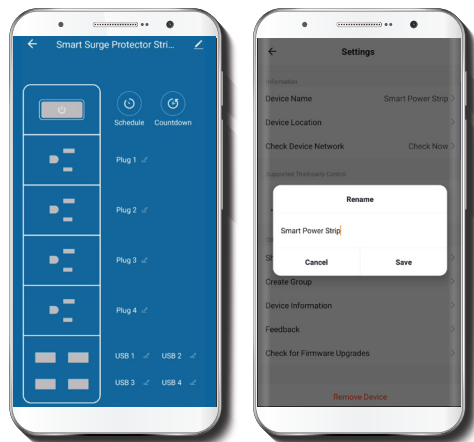 Smart Surge Protector Stri...
Schedule Countdown
Plug 1
Plug 2
Plug 3
Plug 4
USB 1 USB 2
USB 3 USB 4
Settings
Information
Device Name Smart Power Strip
Device Location
Check Device Network Check Now
Supported Third-party Control
Rename
Smart Power Strip
Cancel Save
Create Group
Device Information
Feedback
Check for Firmware Upgrades
Remove Device